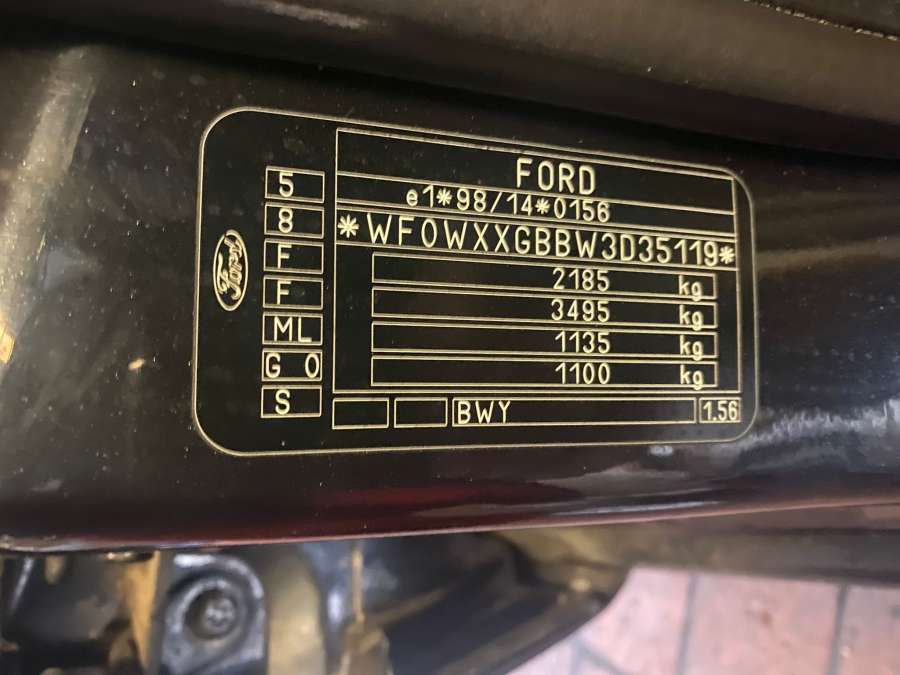 FORD
e1*98/14*0156
*WF0WXXGBBW3D35119*
2185 kg
3495 kg
1135 kg
1100 kg
BWY 1.56
5
8
F
F
ML
G 0
S
Ford